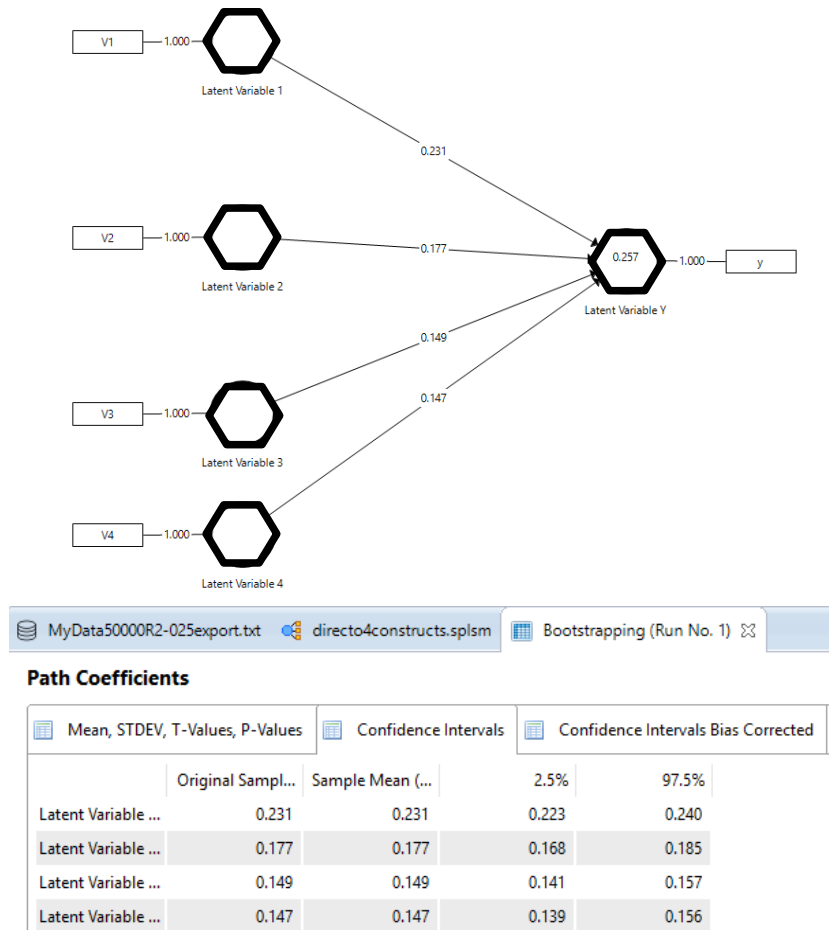 V1 1.000
Latent Variable 1
0.231
V2 1.000 0.177
Latent Variable 2
0.257 1.000 y
Latent Variable Y
0.149
0.147
V3 1.000
Latent Variable 3
V4 1.000
Latent Variable 4
MyData50000R2-025export.txt directo4constructs.splsm Bootstrapping (Run No. 1)
Path Coefficients
Mean, STDEV, T-Values, P-Values Confidence Intervals Confidence Intervals Bias Corrected
Original Sampl... Sample Mean (... 2.5% 97.5%
Latent Variable ... 0.231 0.231 0.223 0.240
Latent Variable ... 0.177 0.177 0.168 0.185
Latent Variable ... 0.149 0.149 0.141 0.157
Latent Variable ... 0.147 0.147 0.139 0.156